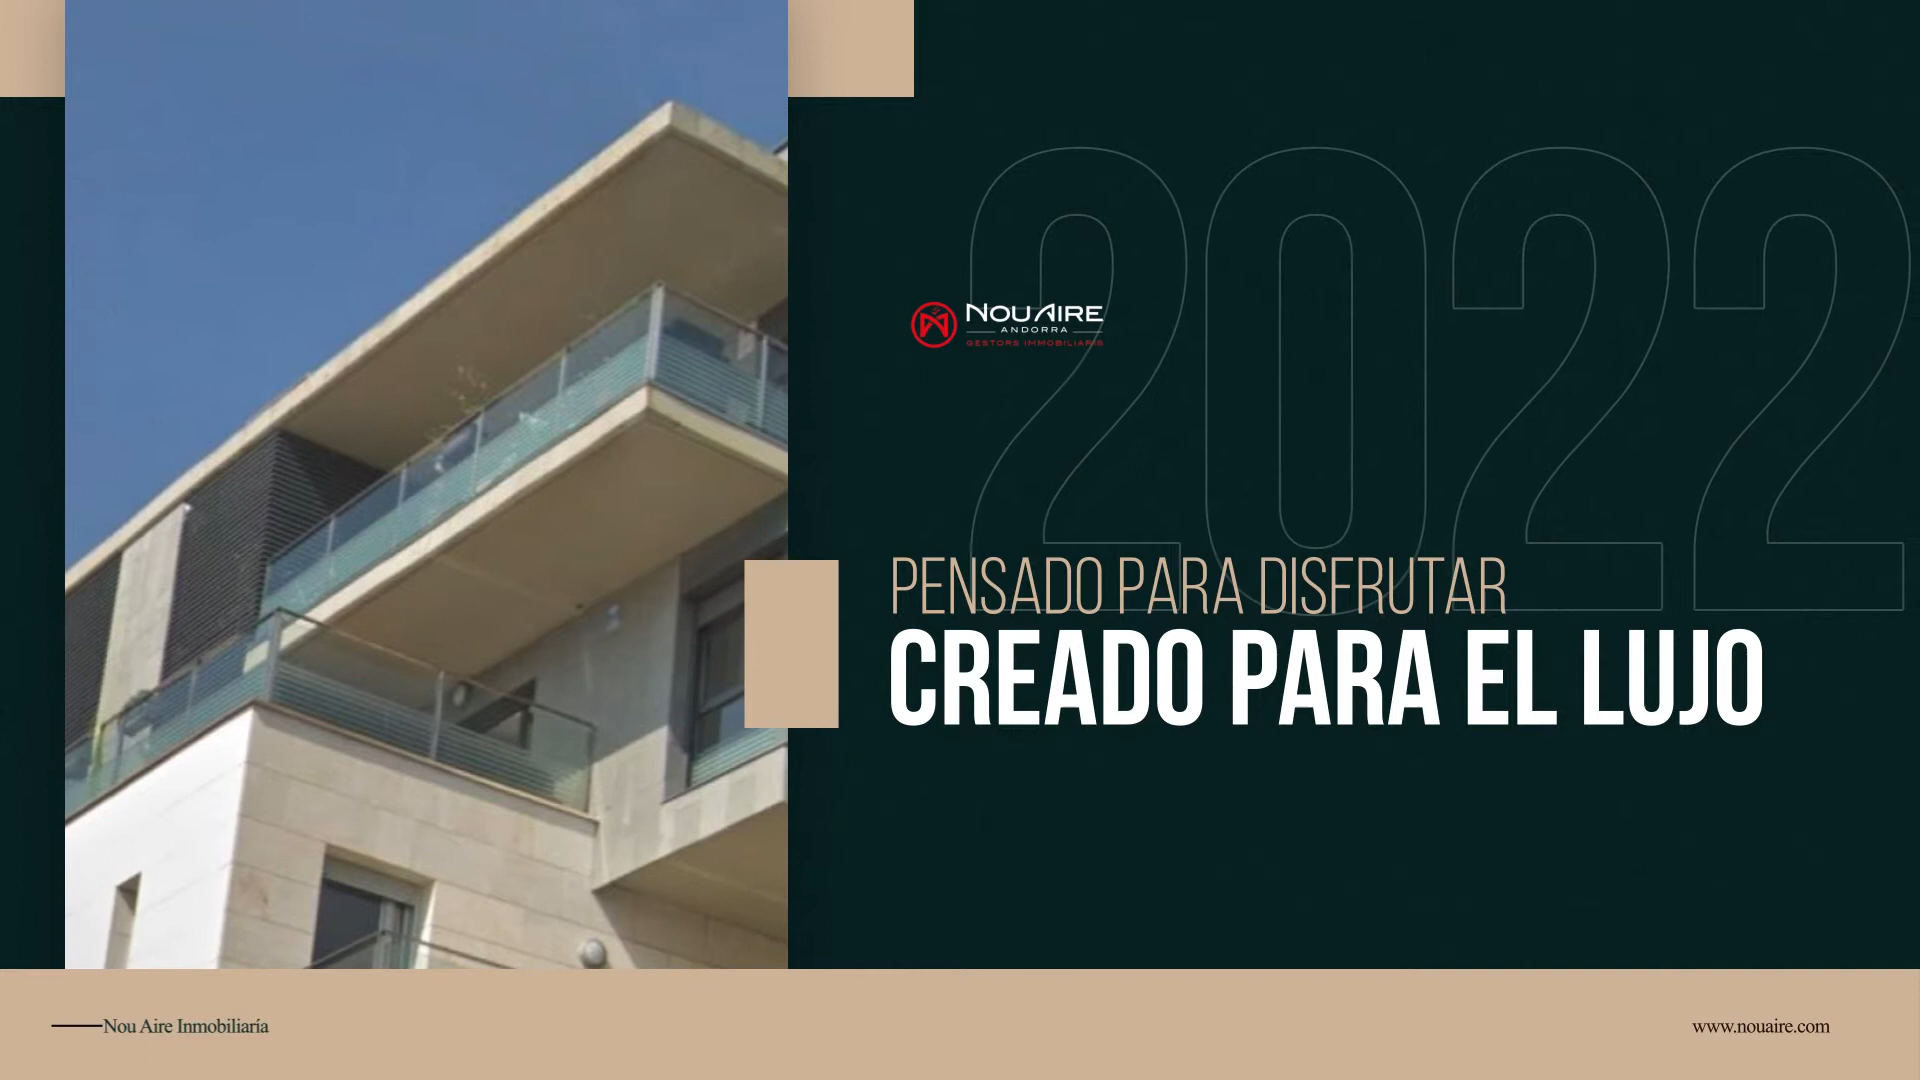 2022
NOUAIRE
ANDORRA
GESTORS IMMOBILIARIS
PENSADO PARA DISFRUTAR
CREADO PARA EL LUJO
Nou Aire Inmobiliaría
www.nouaire.com